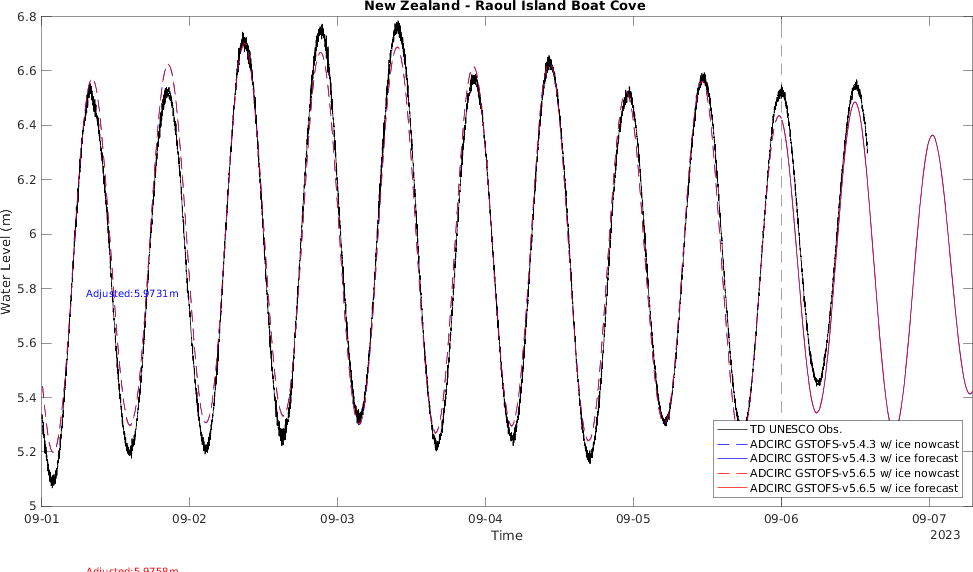 New Zealand - Raoul Island Boat Cove
6.8
6.6
6.4
6.2
6
5.8
5.6
5.4
5.2
5
Water Level (m)
Adjusted:5.9731m
TD UNESCO Obs.
ADCIRC GSTOFS-v5.4.3 w/ ice nowcast
ADCIRC GSTOFS-v5.4.3 w/ ice forecast
ADCIRC GSTOFS-v5.6.5 w/ ice nowcast
ADCIRC GSTOFS-v5.6.5 w/ ice forecast
09-01 09-02 09-03 09-04 09-05 09-06 09-07
Time
2023
Adjusted:5.9758m